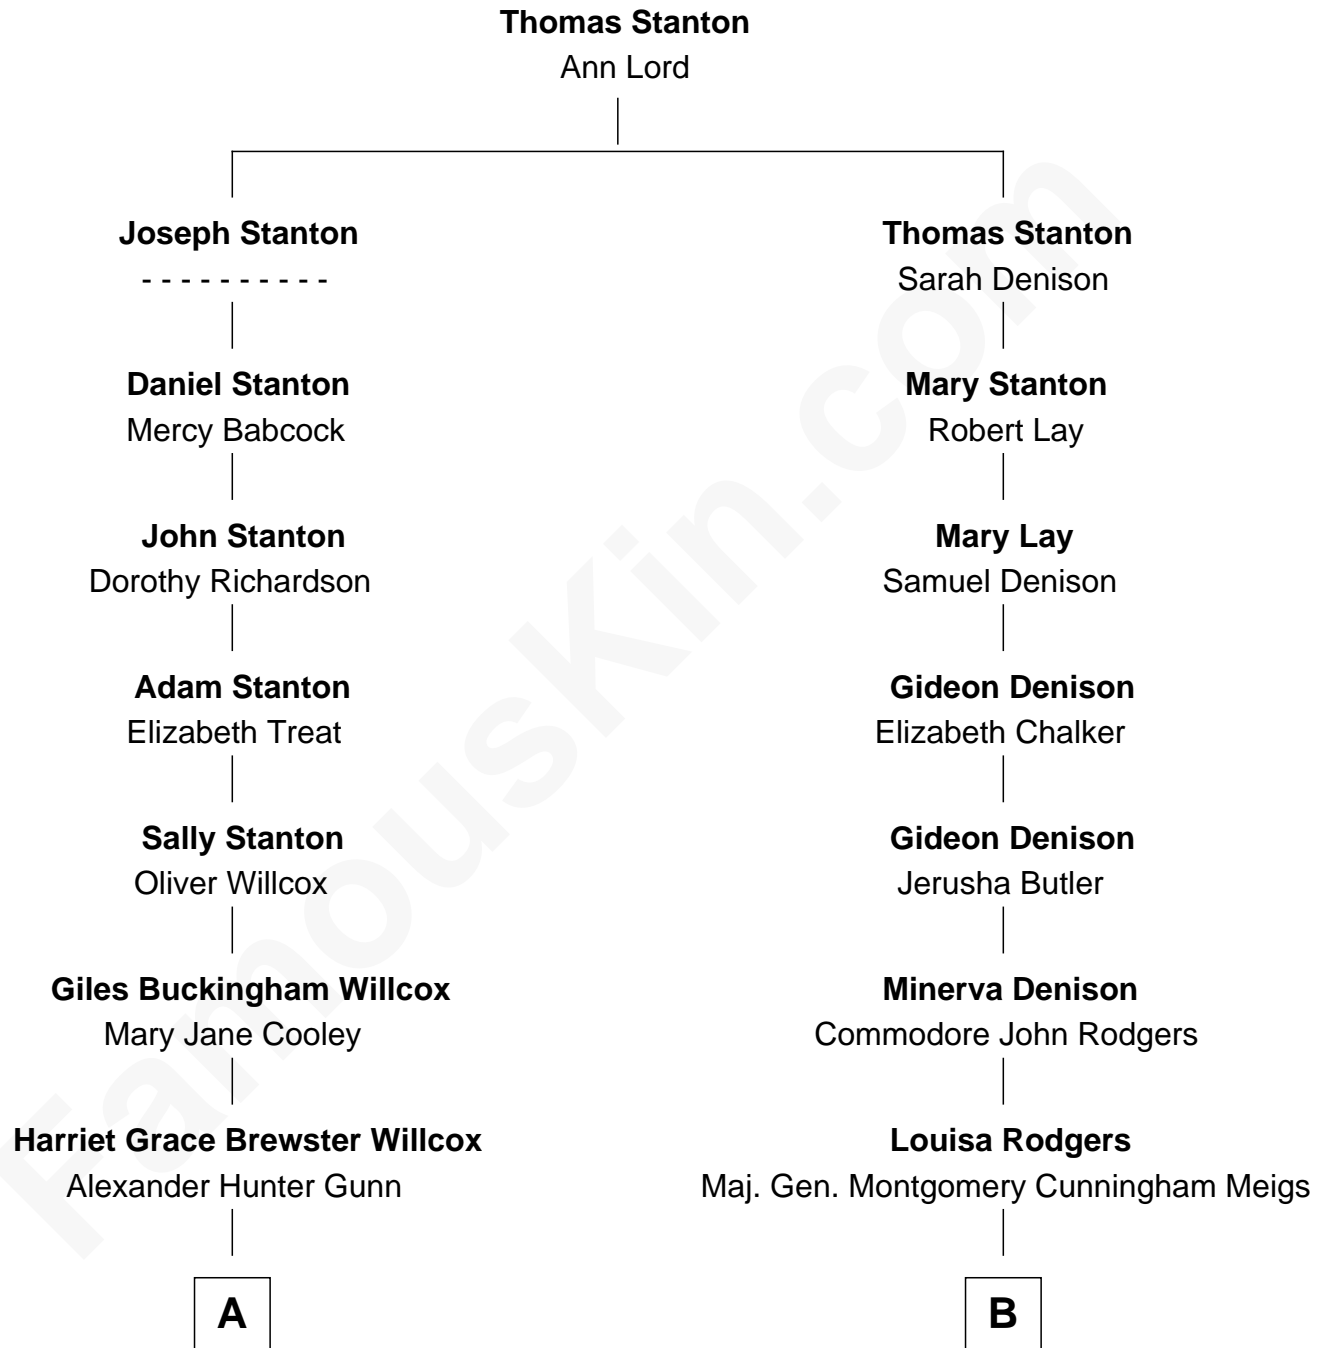 Thomas Stanton
Ann Lord
Joseph Stanton
- - - - - - - - - -
Thomas Stanton
Sarah Denison
Daniel Stanton
Mercy Babcock
Mary Stanton
Robert Lay
John Stanton
Dorothy Richardson
Mary Lay
Samuel Denison
Adam Stanton
Elizabeth Treat
Gideon Denison
Elizabeth Chalker
Sally Stanton
Oliver Willcox
Gideon Denison
Jerusha Butler
Giles Buckingham Willcox
Mary Jane Cooley
Minerva Denison
Commodore John Rodgers
Harriet Grace Brewster Willcox
Alexander Hunter Gunn
Louisa Rodgers
Maj. Gen. Montgomery Cunningham Meigs
A
B
FamousKin.com